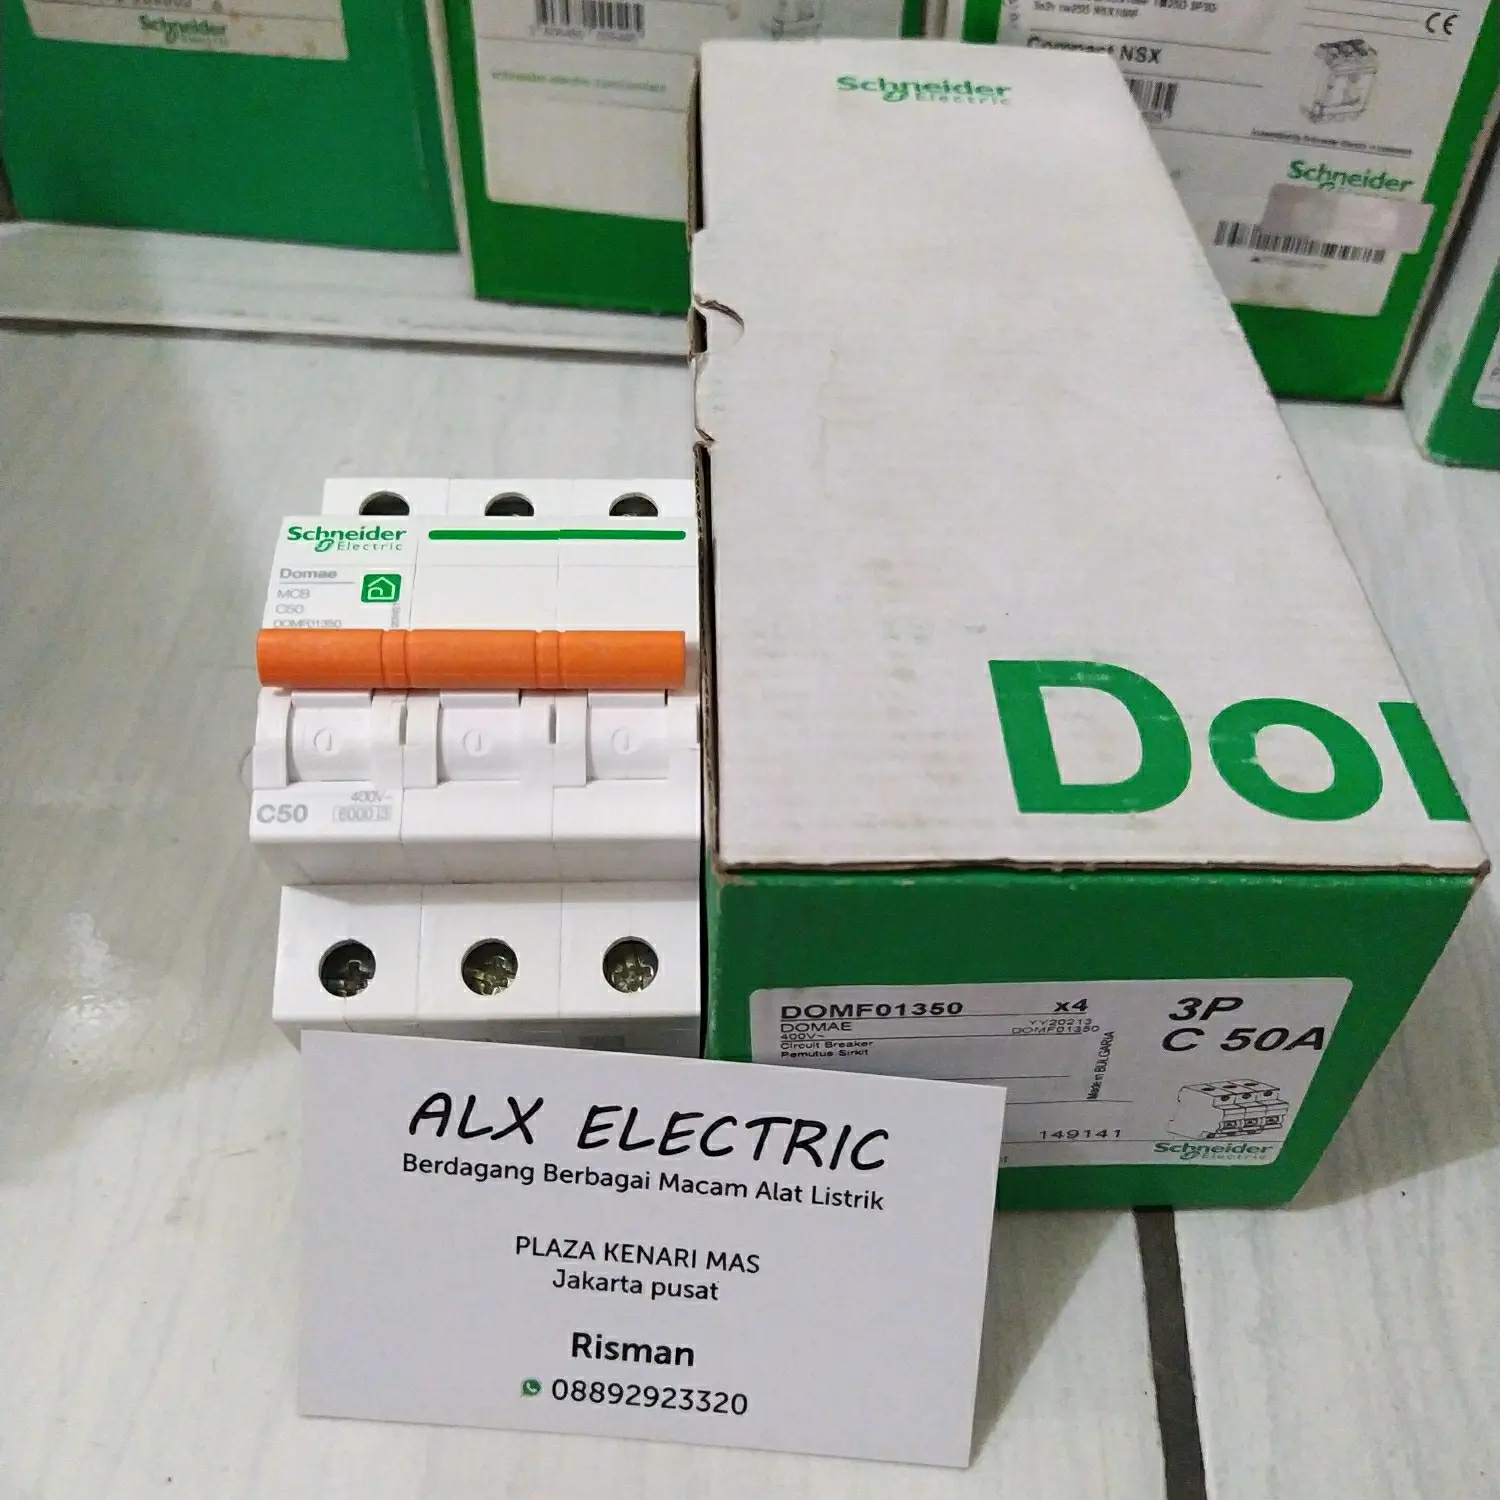 Schneider
Schneider
Electric
Compact NSX
CE
Schneider
Schneider
Electric
Domae
MCB
C50
DOMF01350
C50
400V~
6000 3
Do
DOMF01350 x4
DOMAE
400V~
Circuit Breaker
Pemutus Sirkit
YY20213
DOMF01350
Made in BULGARIA
149141
3P
C 50A
Schneider
Electric
ALX ELECTRIC
Berdagang Berbagai Macam Alat Listrik
PLAZA KENARI MAS
Jakarta pusat
Risman
08892923320